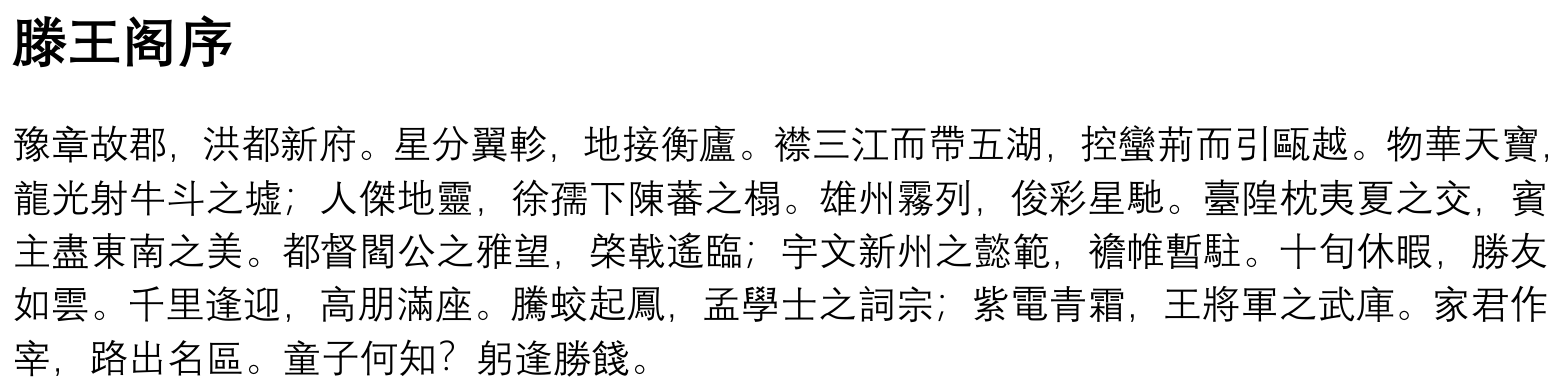 滕王阁序
豫章故郡，洪都新府。星分翼軫，地接衡廬。襟三江而帶五湖，控蠻荊而引甌越。物華天寶，
龍光射牛斗之墟；人傑地靈，徐孺下陳蕃之榻。雄州霧列，俊彩星馳。臺隍枕夷夏之交，賓
主盡東南之美。都督閻公之雅望，棨戟遙臨；宇文新州之懿範，襜帷暫駐。十旬休暇，勝友
如雲。千里逢迎，高朋滿座。騰蛟起鳳，孟學士之詞宗；紫電青霜，王將軍之武庫。家君作
宰，路出名區。童子何知？躬逢勝餞。